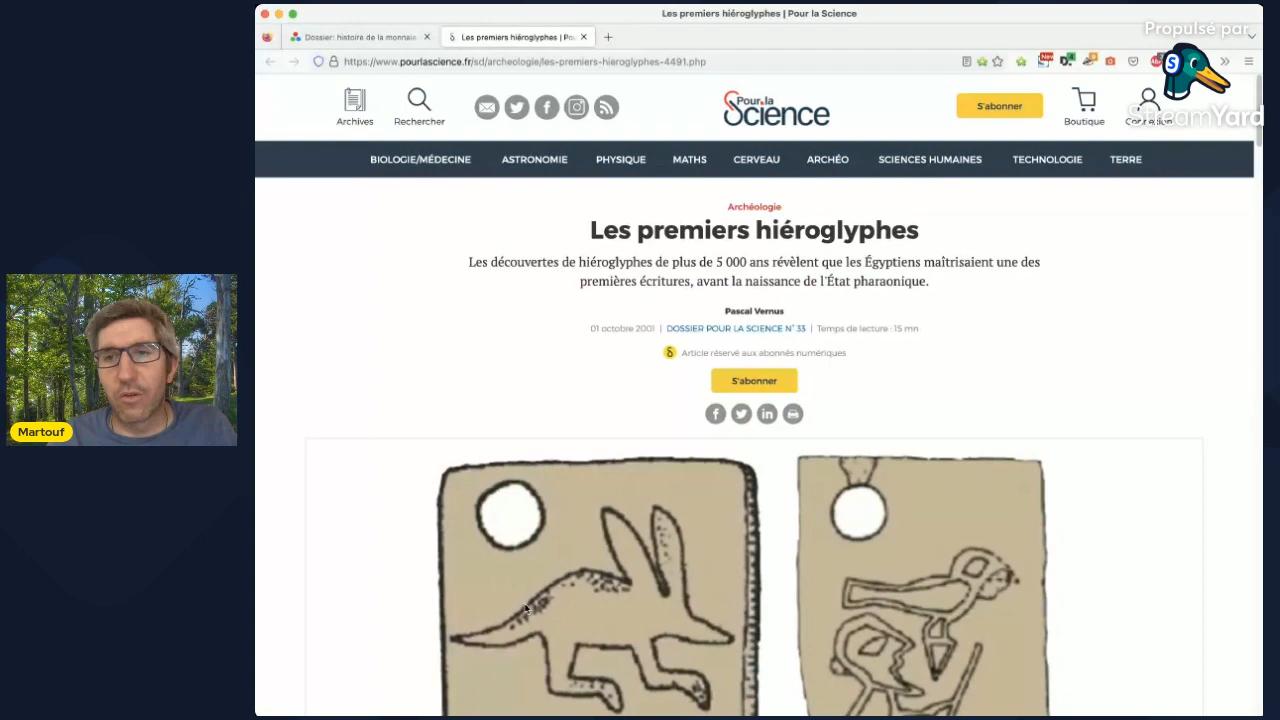 Les premiers hiéroglyphes | Pour la Science
Propulsé par
Dossier: histoire de la monnaie
Les premiers hiéroglyphes | Pou
https://www.pourlascience.fr/sd/archeologie/les-premiers-hieroglyphes-4491.php
New
StreamYard
Archives
Rechercher
Pour la Science
S'abonner
Boutique
Connexion
BIOLOGIE/MÉDECINE ASTRONOMIE PHYSIQUE MATHS CERVEAU ARCHÉO SCIENCES HUMAINES TECHNOLOGIE TERRE
Archéologie
Les premiers hiéroglyphes
Les découvertes de hiéroglyphes de plus de 5 000 ans révèlent que les Égyptiens maîtrisaient une des
premières écritures, avant la naissance de l'État pharaonique.
Pascal Vernus
01 octobre 2001 | DOSSIER POUR LA SCIENCE N° 33 | Temps de lecture : 15 mn
δ Article réservé aux abonnés numériques
S'abonner
Martouf